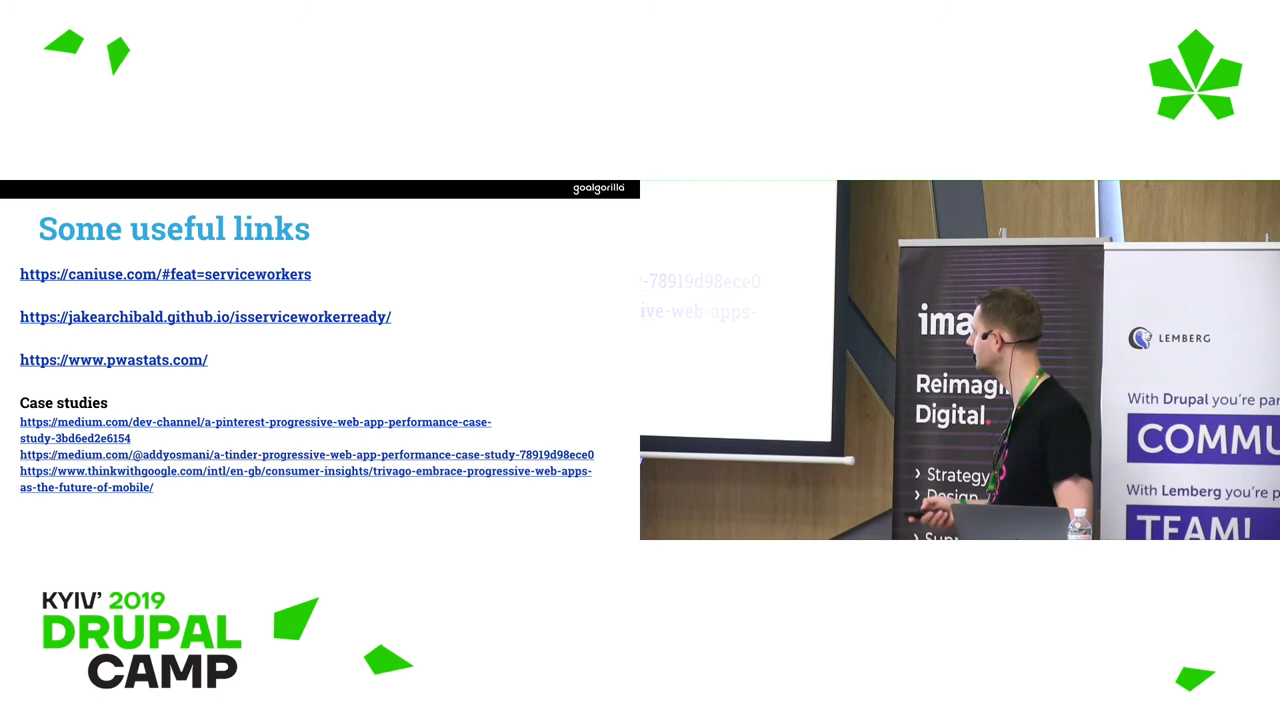 goalgorilla
Some useful links
https://caniuse.com/#feat=serviceworkers
https://jakearchibald.github.io/isserviceworkerready/
https://www.pwastats.com/
Case studies
https://medium.com/dev-channel/a-pinterest-progressive-web-app-performance-case-
study-3bd6ed2e6154
https://medium.com/@addyosmani/a-tinder-progressive-web-app-performance-case-study-78919d98ece0
https://www.thinkwithgoogle.com/intl/en-gb/consumer-insights/trivago-embrace-progressive-web-apps-
as-the-future-of-mobile/
-78919d98ece0
ive-web-apps-
ima
Reimagi
Digital.
› Strategy
› Design
› Supp
LEMBERG
With Drupal you're par
COMMU
With Lemberg you're p
TEAM!
KYIV' 2019
DRUPAL
CAMP